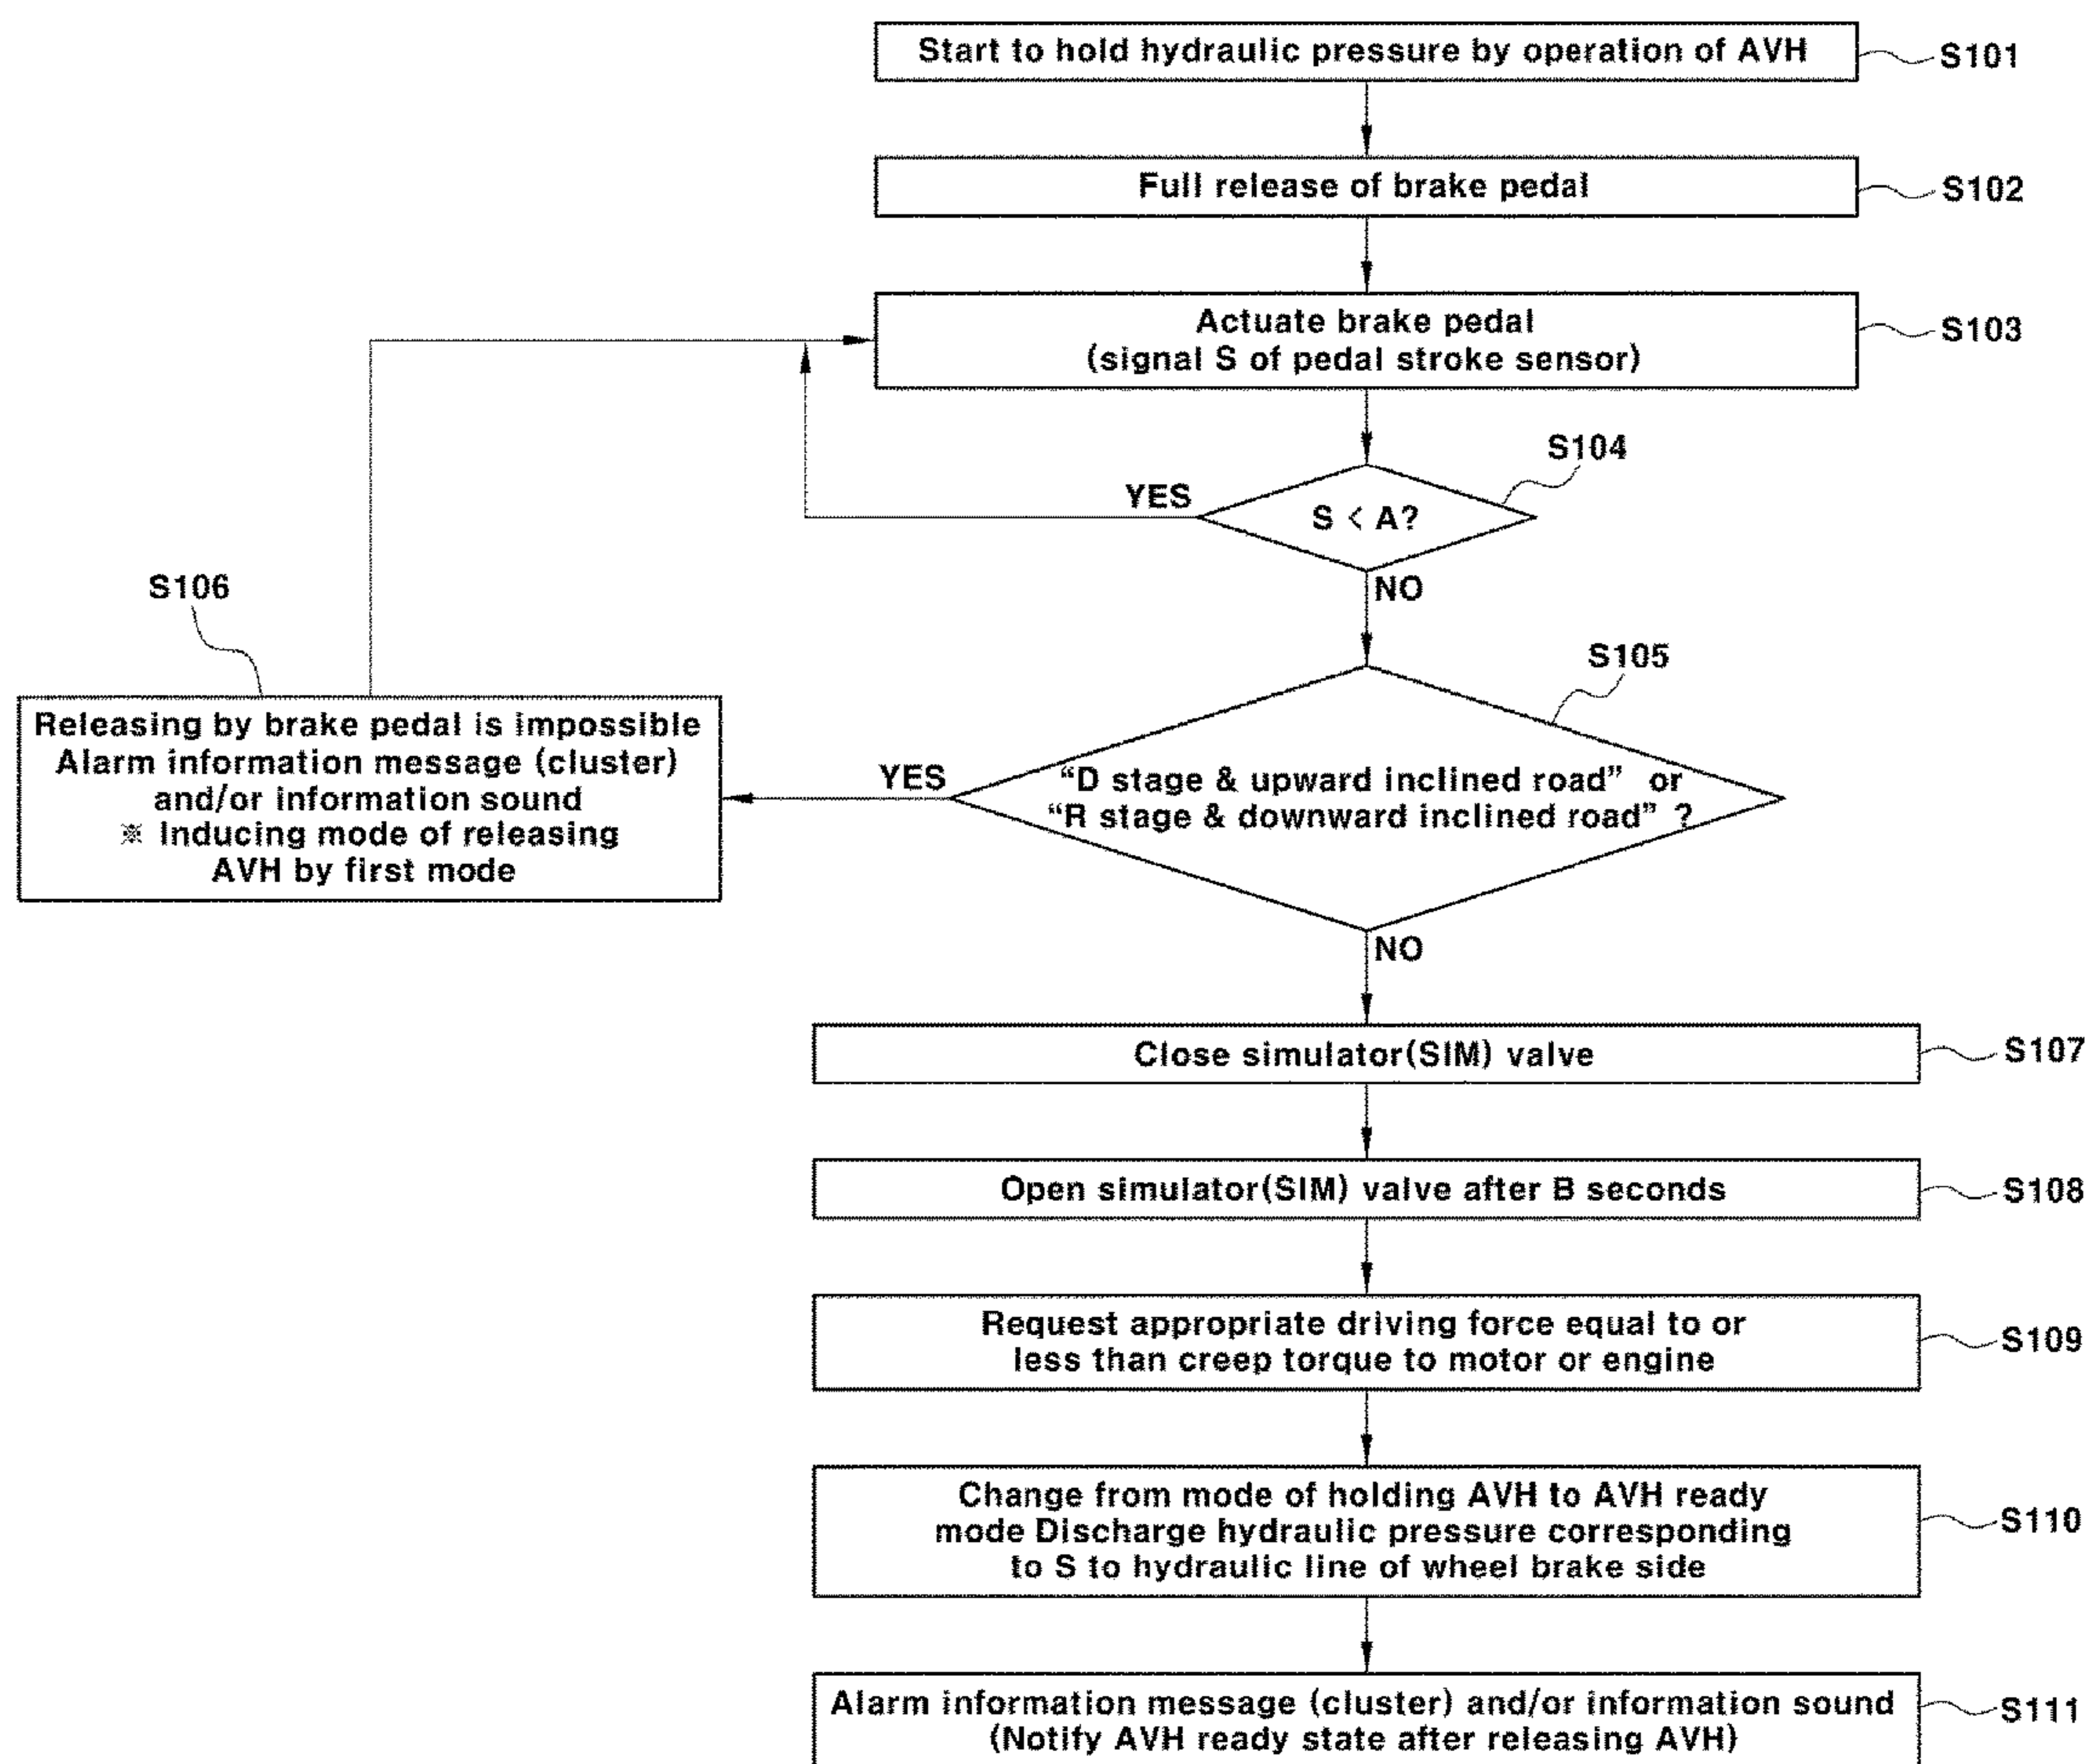 Start to hold hydraulic pressure by operation of AVH
S101
Full release of brake pedal
S102
Actuate brake pedal
(signal S of pedal stroke sensor)
S103
S104
YES
S < A?
NO
S106
S105
Releasing by brake pedal is impossible
Alarm information message (cluster)
and/or information sound
※ Inducing mode of releasing
AVH by first mode
YES
“D stage & upward inclined road” or
“R stage & downward inclined road” ?
NO
Close simulator(SIM) valve
S107
Open simulator(SIM) valve after B seconds
S108
Request appropriate driving force equal to or
less than creep torque to motor or engine
S109
Change from mode of holding AVH to AVH ready
mode Discharge hydraulic pressure corresponding
to S to hydraulic line of wheel brake side
S110
Alarm information message (cluster) and/or information sound
(Notify AVH ready state after releasing AVH)
S111